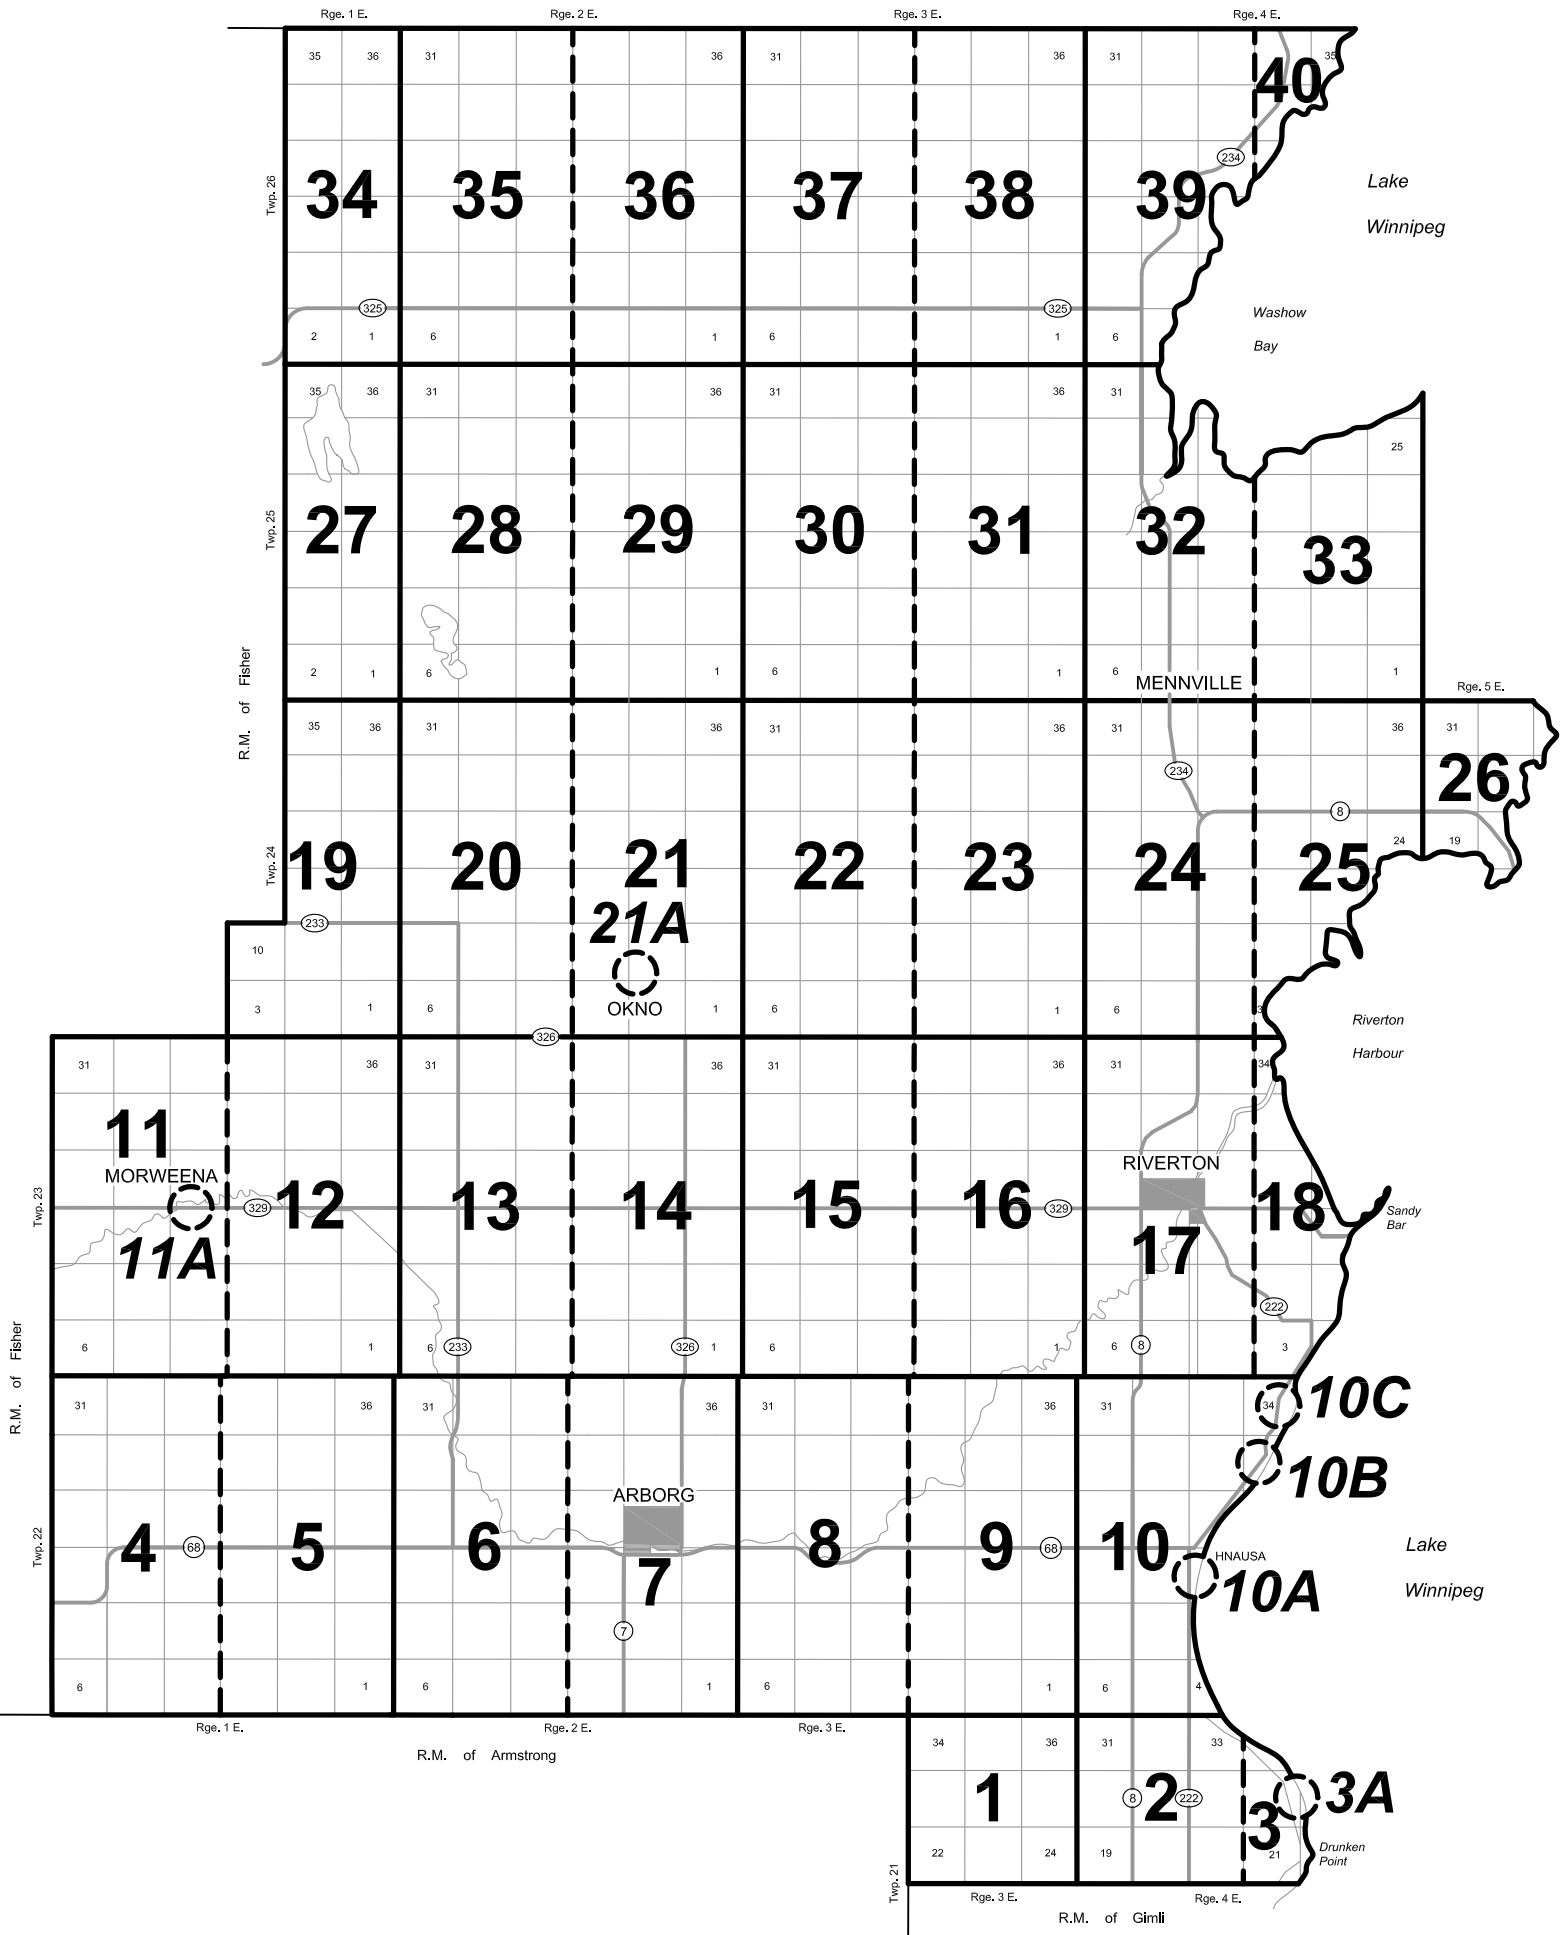 Rge. 1 E. Rge. 2 E. Rge. 3 E. Rge. 4 E.
35 36 31 36 31 36 31 35
40
234
Twp. 26
34 35 36 37 38 39
Lake
Winnipeg
325 325
Washow
Bay
2 1 6 1 6 1 6
35 36 31 36 31 36 31
25
Twp. 25
27 28 29 30 31 32 33
2 1 6 1 6 1 6 1
MENNVILLE
Rge. 5 E.
R.M. of Fisher
35 36 31 36 31 36 31 36 31
234
26
8
24 19
Twp. 24
19 20 21 22 23 24 25
21A
233
10
OKNO
3 1 6 1 6 1 6
Riverton
Harbour
326
31 36 31 36 31 36 31 34
11
MORWEENA
RIVERTON
Twp. 23
329 12 13 14 15 16 329 18
Sandy
Bar
11A
17
222
R.M. of Fisher
6 1 6 233 326 1 6 1 6 8 3
31 36 31 36 31 36 31 34
10C
10B
ARBORG
Twp. 22
4 68 5 6 7 8 9 68 10
HNAUSA
10A
Lake
Winnipeg
7
6 1 6 1 6 1 6 4
Rge. 1 E. Rge. 2 E. Rge. 3 E.
R.M. of Armstrong
34 36 31 33
1 8 2 222 3 3A
Drunken
Point
22 24 19 21
Twp. 21
Rge. 3 E. Rge. 4 E.
R.M. of Gimli